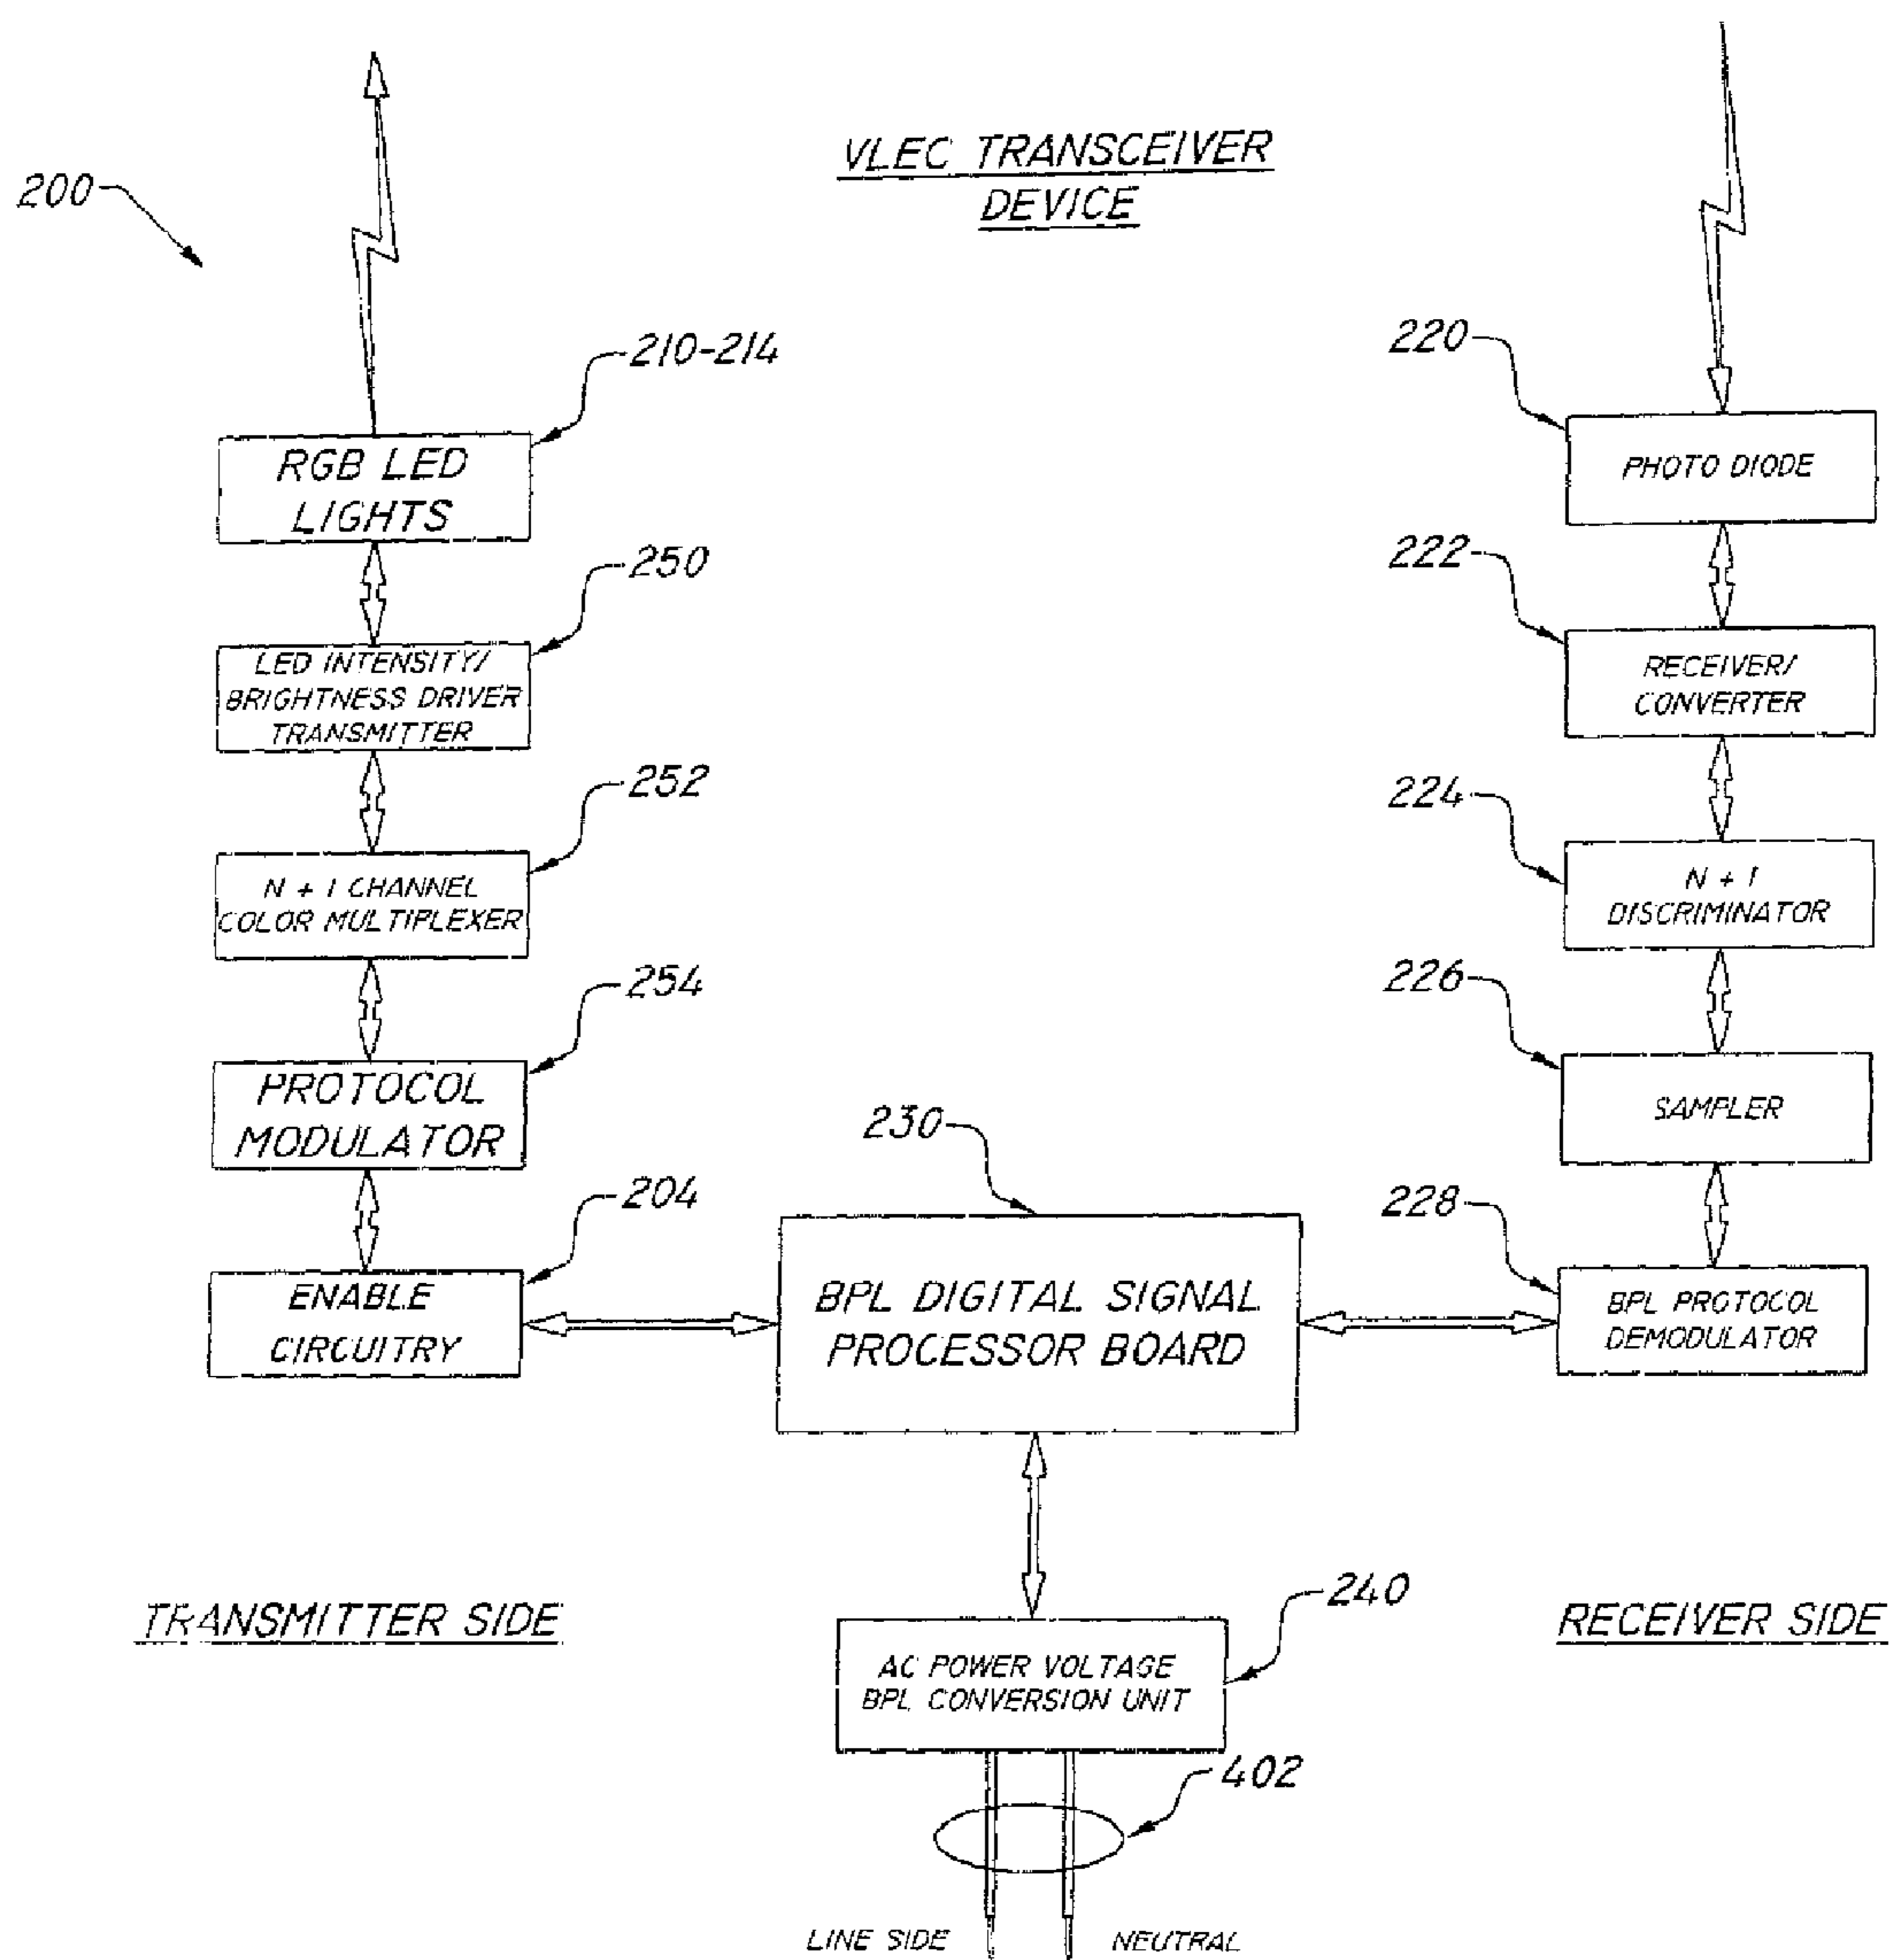 VLEC TRANSCEIVER
DEVICE
200
210-214
RGB LED
LIGHTS
250
LED INTENSITY/
BRIGHTNESS DRIVER
TRANSMITTER
252
N + 1 CHANNEL
COLOR MULTIPLEXER
254
PROTOCOL
MODULATOR
204
ENABLE
CIRCUITRY
220
PHOTO DIODE
222
RECEIVER/
CONVERTER
224
N + 1
DISCRIMINATOR
226
SAMPLER
228
BPL PROTOCOL
DEMODULATOR
230
BPL DIGITAL SIGNAL
PROCESSOR BOARD
TRANSMITTER SIDE
RECEIVER SIDE
240
AC POWER VOLTAGE
BPL CONVERSION UNIT
402
LINE SIDE
NEUTRAL